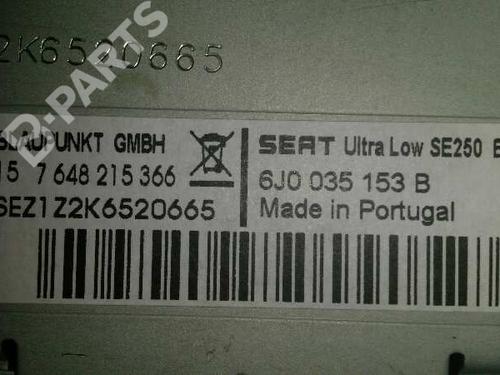 2K6520665
BLAUPUNKT GMBH
15 7 648 215 366
SEZ1Z2K6520665
SEAT Ultra Low SE250 E
6J0 035 153 B
Made in Portugal
B-PARTS